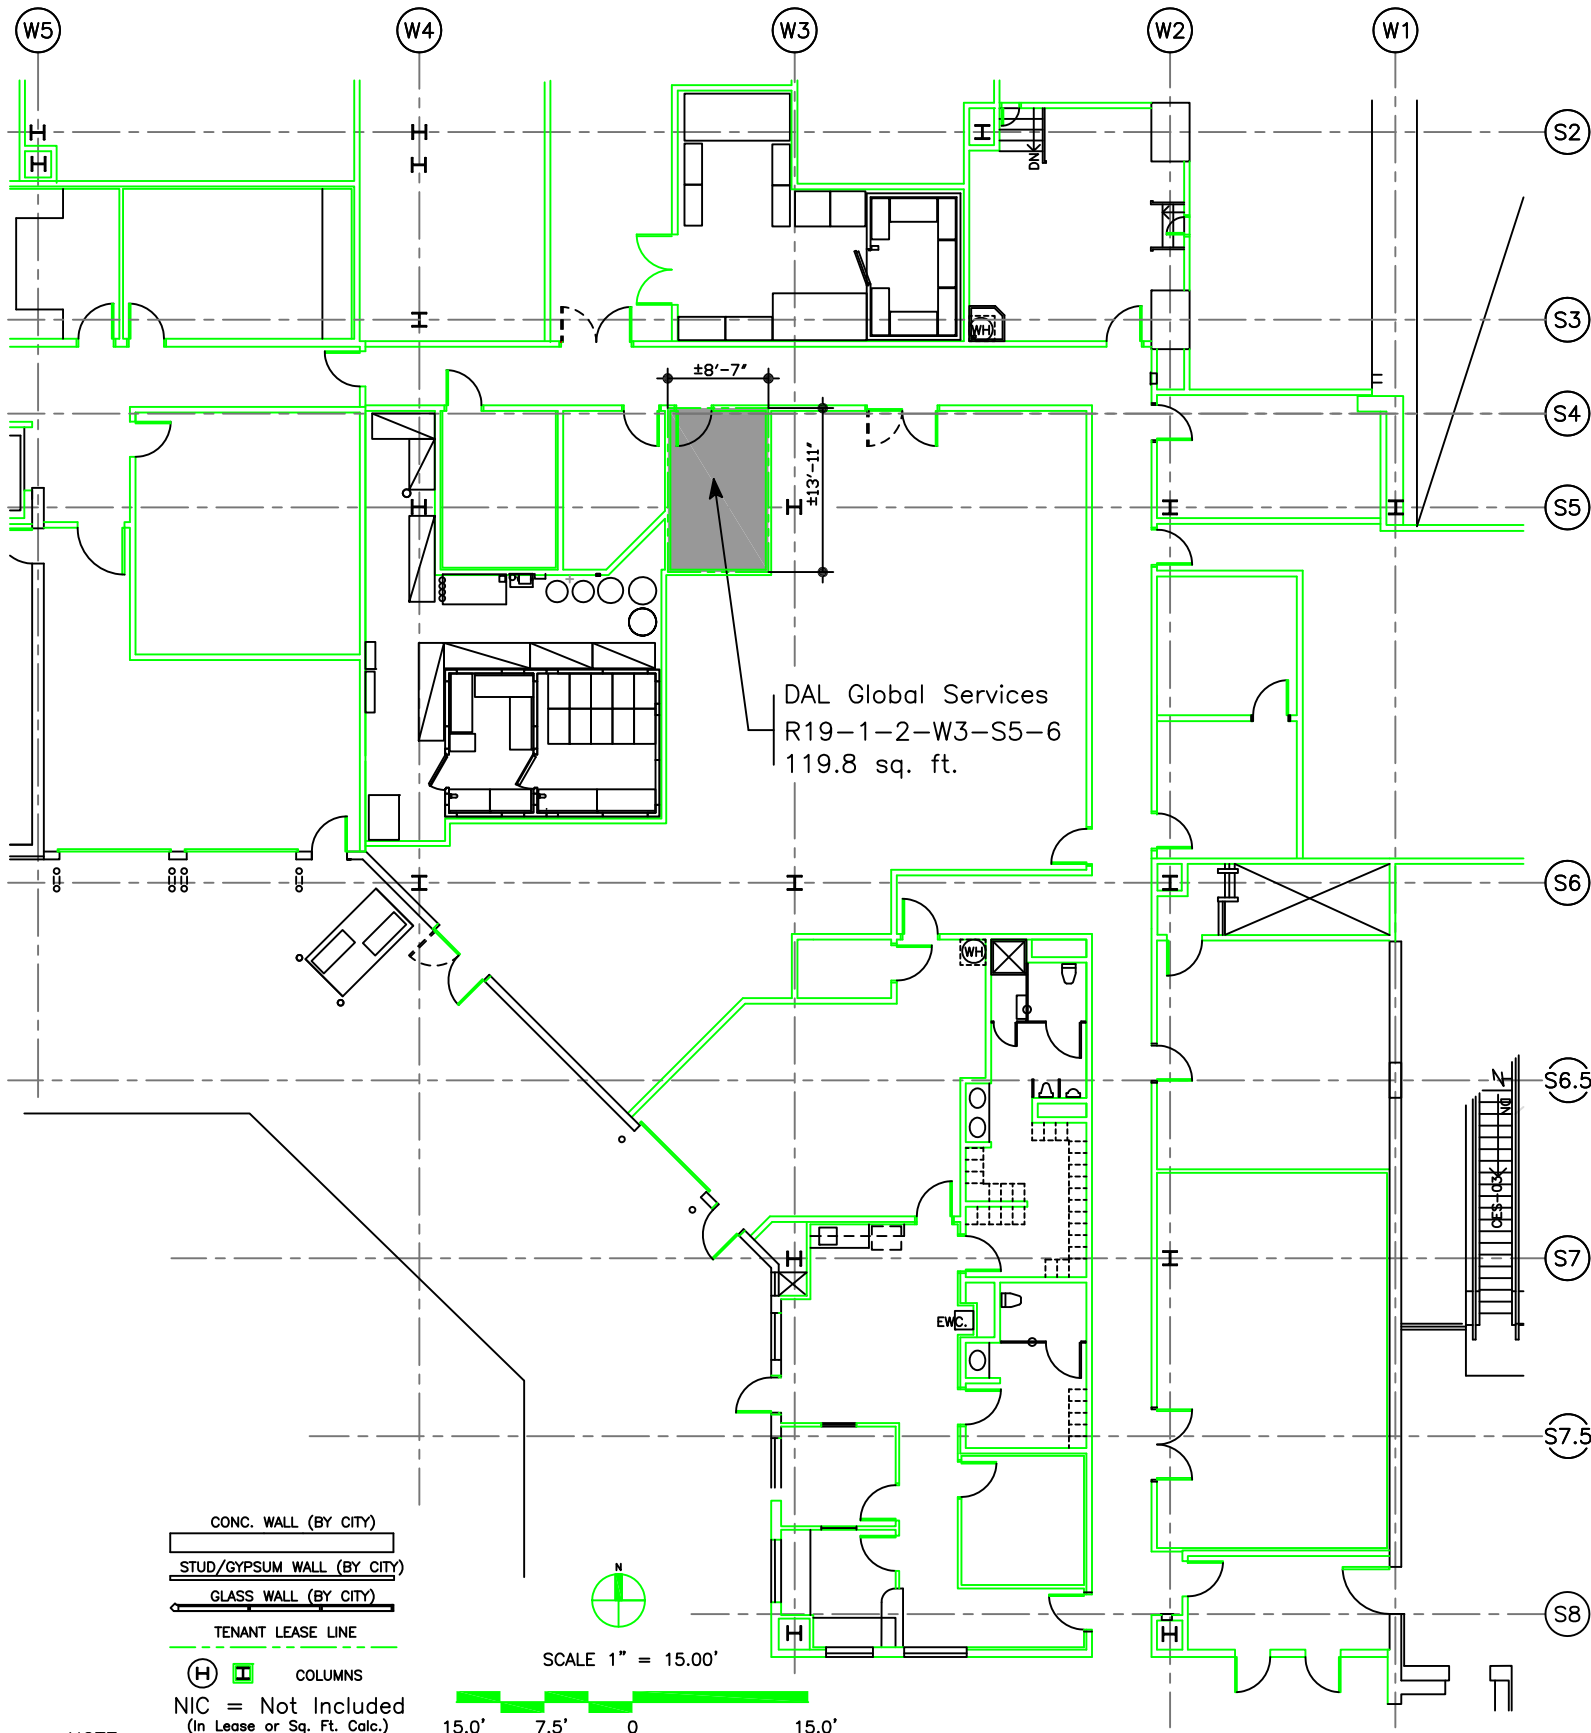 W5 W4 W3 W2 W1
S2
DN
S3
WH
±8'-7"
S4
±13'-11"
S5
DAL Global Services
R19-1-2-W3-S5-6
119.8 sq. ft.
S6
WH
S6.5
DN
CES-03
S7
EWC.
S7.5
CONC. WALL (BY CITY)
STUD/GYPSUM WALL (BY CITY)
GLASS WALL (BY CITY)
N
S8
TENANT LEASE LINE
SCALE 1" = 15.00'
COLUMNS
NIC = Not Included
(In Lease or Sq. Ft. Calc.)
15.0' 7.5' 0 15.0'